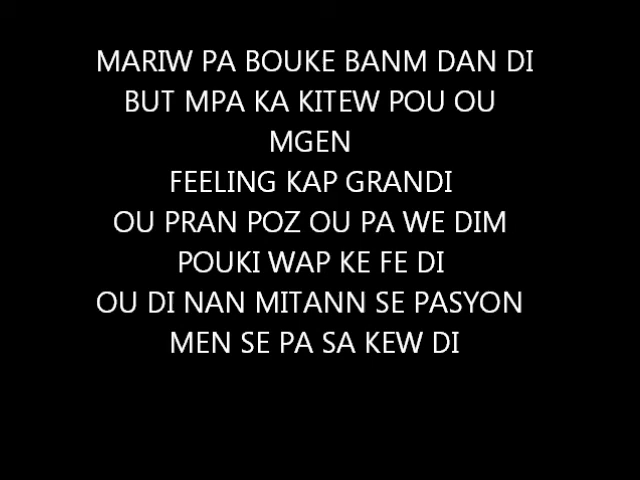 MARIW PA BOUKE BANM DAN DI
BUT MPA KA KITEW POU OU
MGEN
FEELING KAP GRANDI
OU PRAN POZ OU PA WE DIM
POUKI WAP KE FE DI
OU DI NAN MITANN SE PASYON
MEN SE PA SA KEW DI